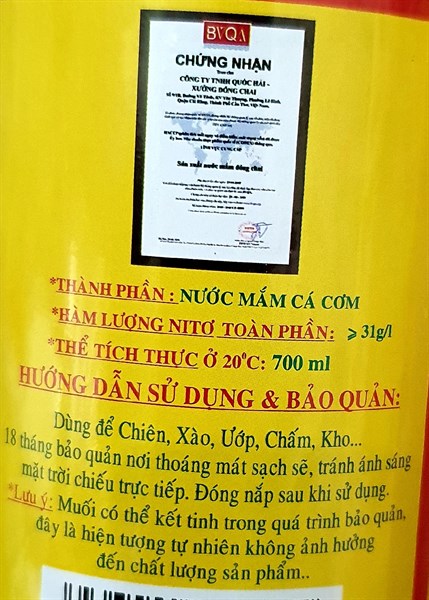 BVQA
CHỨNG NHẬN
Trao cho
CÔNG TY TNHH QUỐC HẢI -
XƯỞNG ĐÓNG CHAI
Sản xuất nước mắm đóng chai
*THÀNH PHẦN : NƯỚC MẮM CÁ CƠM
*HÀM LƯỢNG NITƠ TOÀN PHẦN: ⩾ 31g/l
*THỂ TÍCH THỰC Ở 20⁰C: 700 ml
HƯỚNG DẪN SỬ DỤNG & BẢO QUẢN:
Dùng để Chiên, Xào, Ướp, Chấm, Kho...
18 tháng bảo quản nơi thoáng mát sạch sẽ, tránh ánh sáng
mặt trời chiếu trực tiếp. Đóng nắp sau khi sử dụng.
*Lưu ý: Muối có thể kết tinh trong quá trình bảo quản,
đây là hiện tượng tự nhiên không ảnh hưởng
đến chất lượng sản phẩm..